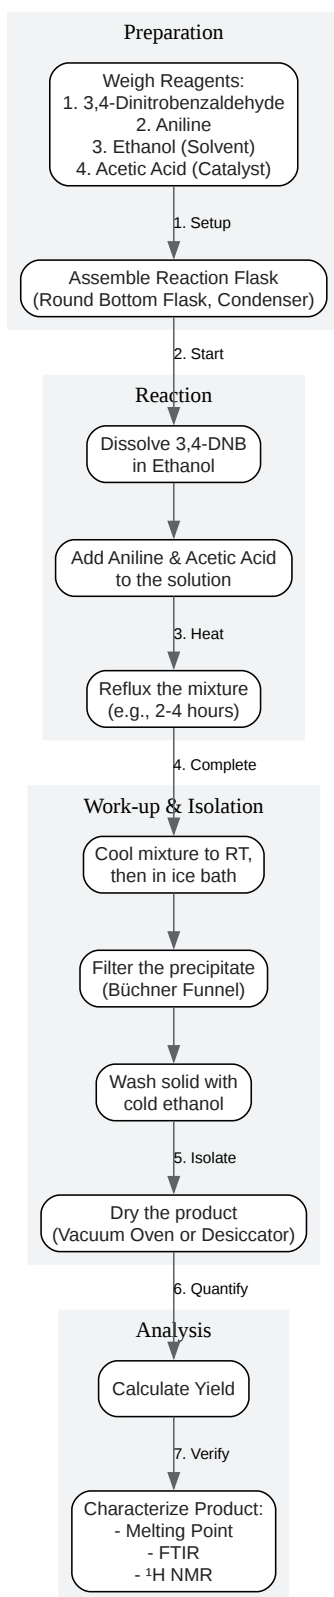 Preparation
Weigh Reagents:
1. 3,4-Dinitrobenzaldehyde
2. Aniline
3. Ethanol (Solvent)
4. Acetic Acid (Catalyst)
1. Setup
Assemble Reaction Flask
(Round Bottom Flask, Condenser)
2. Start
Reaction
Dissolve 3,4-DNB
in Ethanol
Add Aniline & Acetic Acid
to the solution
3. Heat
Reflux the mixture
(e.g., 2-4 hours)
4. Complete
Work-up & Isolation
Cool mixture to RT,
then in ice bath
Filter the precipitate
(Büchner Funnel)
Wash solid with
cold ethanol
5. Isolate
Dry the product
(Vacuum Oven or Desiccator)
6. Quantify
Analysis
Calculate Yield
7. Verify
Characterize Product:
- Melting Point
- FTIR
- ¹H NMR